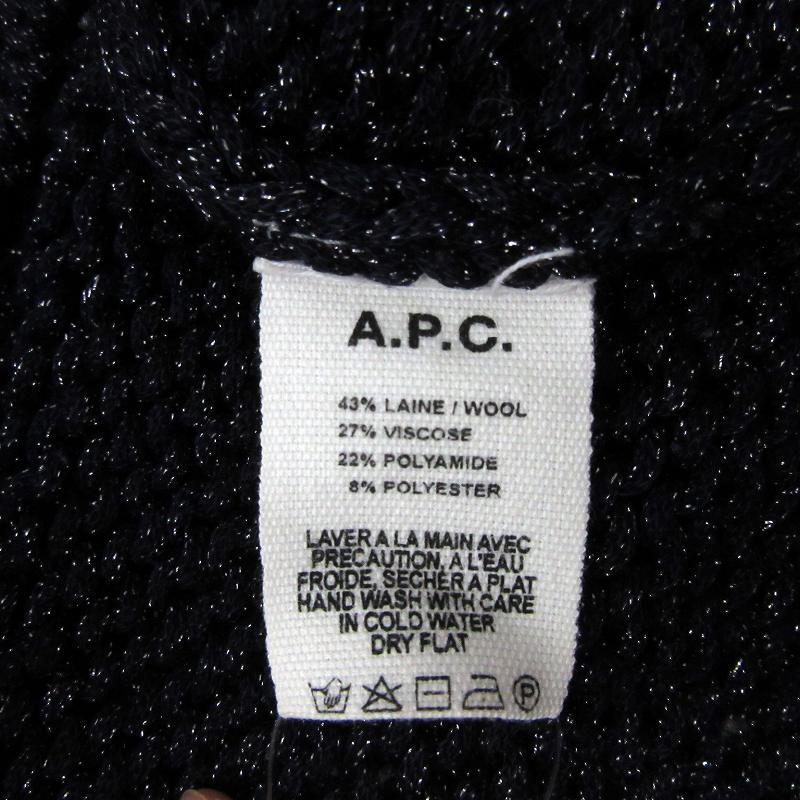 A.P.C.
43% LAINE / WOOL
27% VISCOSE
22% POLYAMIDE
8% POLYESTER
LAVER A LA MAIN AVEC
PRECAUTION, A L'EAU
FROIDE, SECHER A PLAT
HAND WASH WITH CARE
IN COLD WATER
DRY FLAT
P